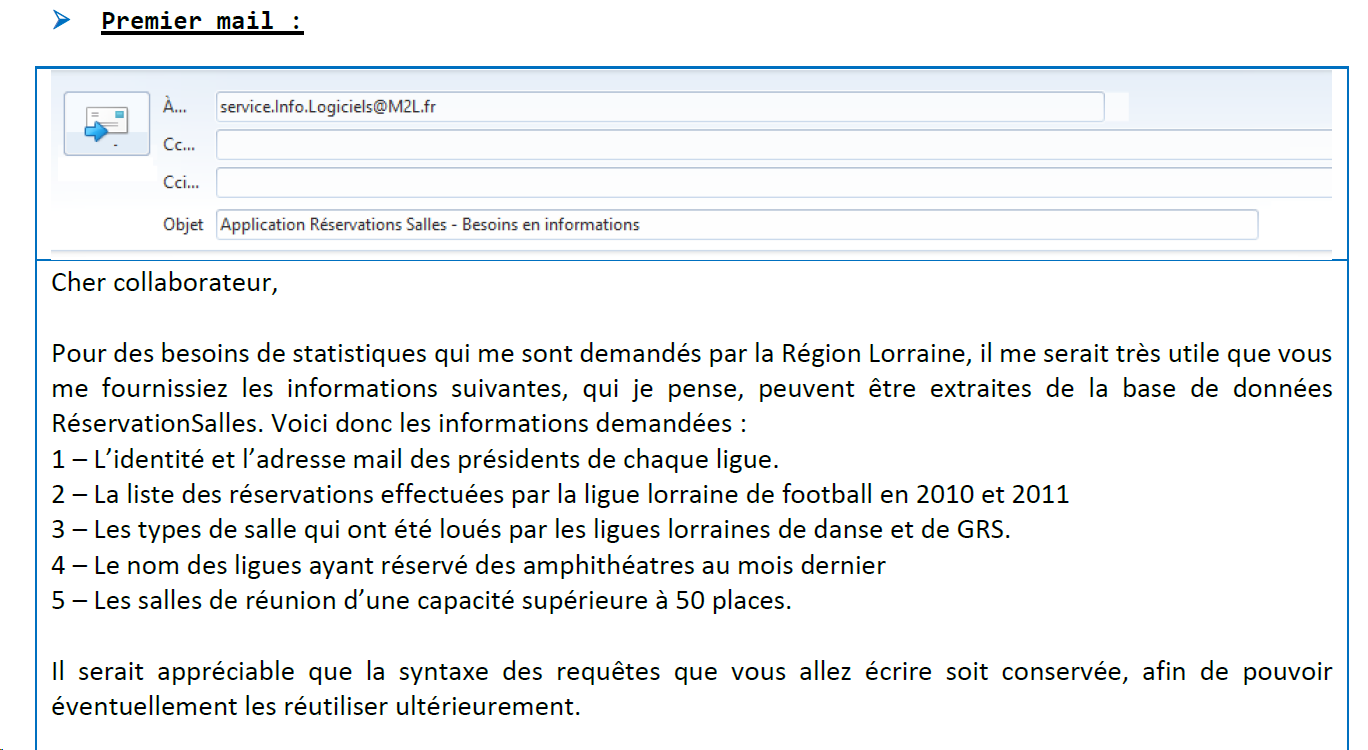 Premier mail :
À... service.Info.Logiciels@M2L.fr
Cc...
Cci...
Objet Application Réservations Salles - Besoins en informations
Cher collaborateur,
Pour des besoins de statistiques qui me sont demandés par la Région Lorraine, il me serait très utile que vous
me fournissiez les informations suivantes, qui je pense, peuvent être extraites de la base de données
RéservationSalles. Voici donc les informations demandées :
1 – L’identité et l’adresse mail des présidents de chaque ligue.
2 – La liste des réservations effectuées par la ligue lorraine de football en 2010 et 2011
3 – Les types de salle qui ont été loués par les ligues lorraines de danse et de GRS.
4 – Le nom des ligues ayant réservé des amphithéatres au mois dernier
5 – Les salles de réunion d’une capacité supérieure à 50 places.
Il serait appréciable que la syntaxe des requêtes que vous allez écrire soit conservée, afin de pouvoir
éventuellement les réutiliser ultérieurement.